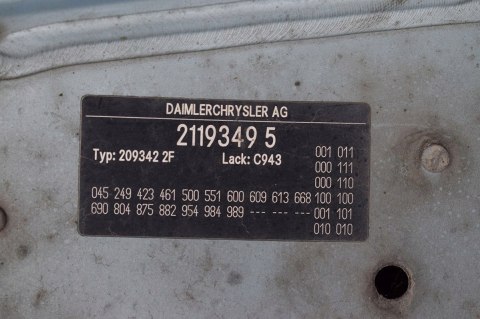 DAIMLERCHRYSLER AG
2119349 5
Typ: 209342 2F Lack: C943
001 011
000 111
000 110
045 249 423 461 500 551 600 609 613 668 100 100
690 804 875 882 954 984 989 --- --- --- 001 101
010 010